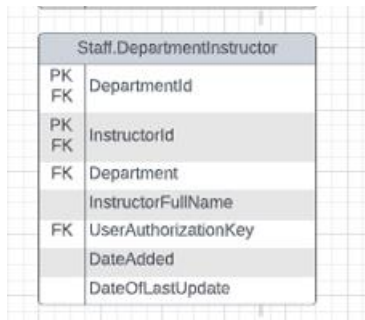 Staff.DepartmentInstructor
PK
FK DepartmentId
PK
FK InstructorId
FK Department
InstructorFullName
FK UserAuthorizationKey
DateAdded
DateOfLastUpdate